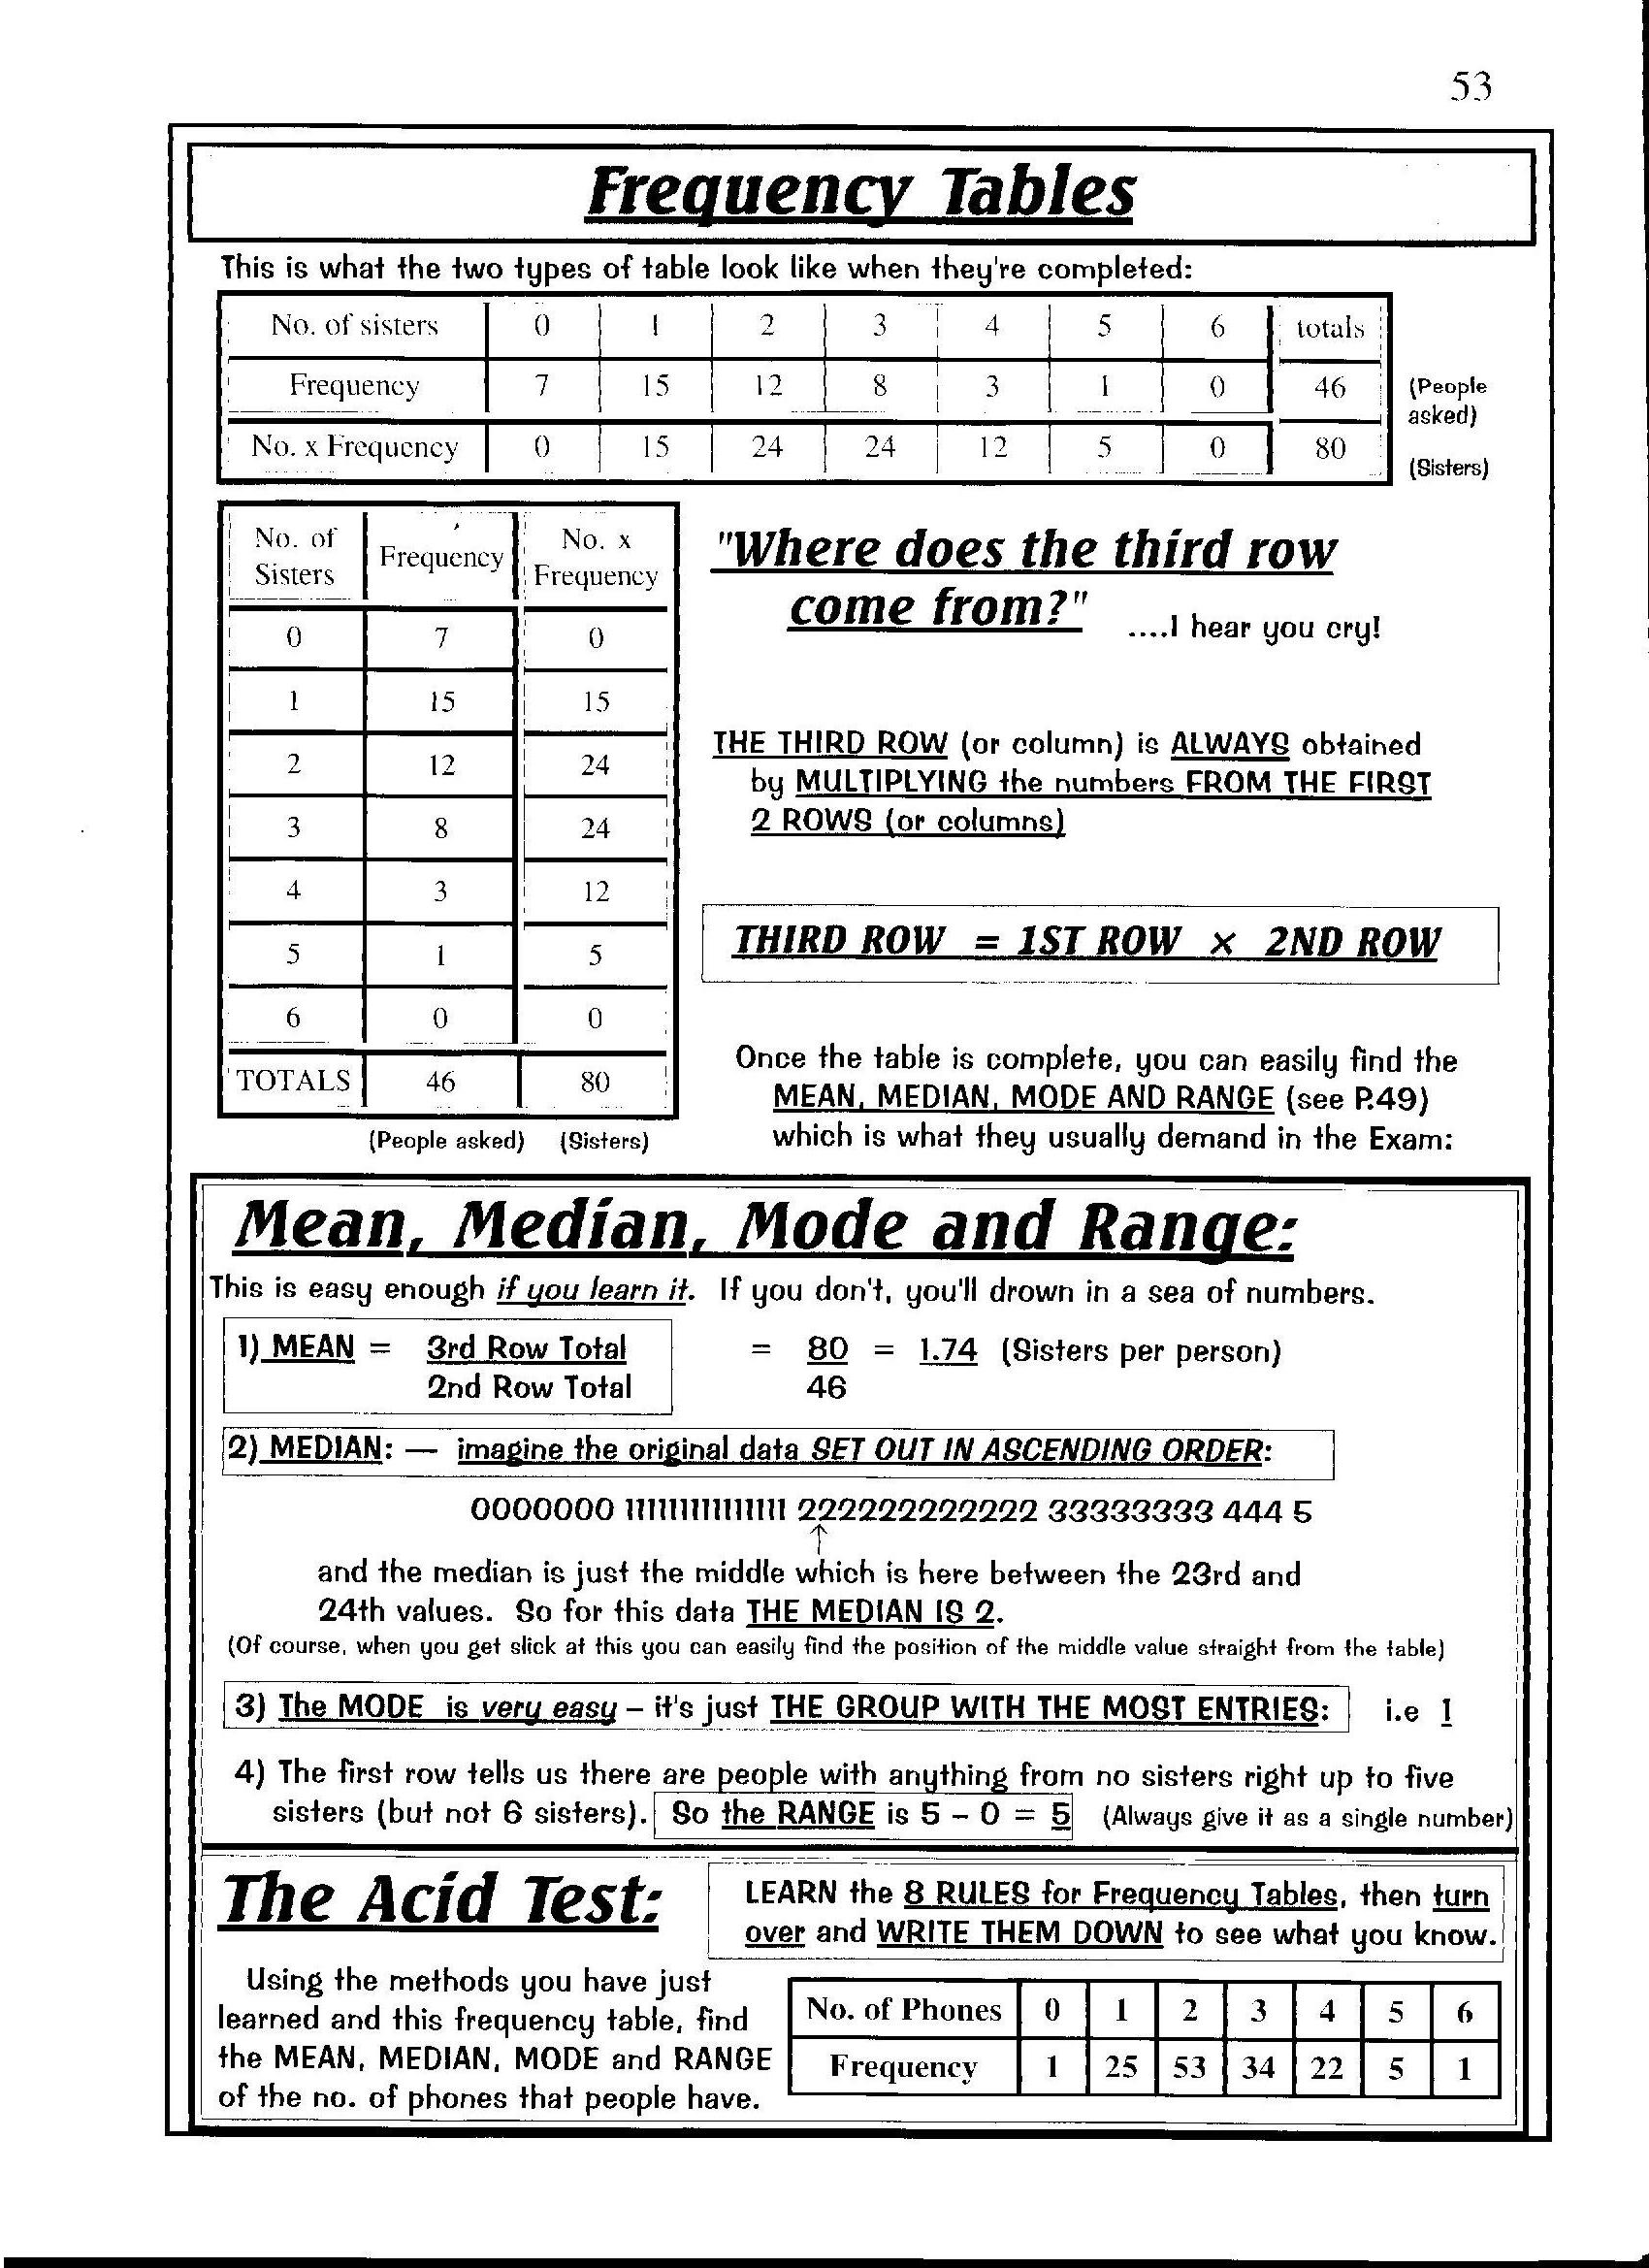 53
Frequency Tables
This is what the two types of table look like when they're completed:
No. of sisters 0 1 2 3 4 5 6 totals
Frequency 7 15 12 8 3 1 0 46 (People asked)
No. x Frequency 0 15 24 24 12 5 0 80 (Sisters)
No. of Sisters Frequency No. x Frequency
0 7 0
1 15 15
2 12 24
3 8 24
4 3 12
5 1 5
6 0 0
TOTALS 46 80
(People asked) (Sisters)
"Where does the third row
come from?" ....I hear you cry!
THE THIRD ROW (or column) is ALWAYS obtained
by MULTIPLYING the numbers FROM THE FIRST
2 ROWS (or columns)
THIRD ROW = 1ST ROW × 2ND ROW
Once the table is complete, you can easily find the
MEAN, MEDIAN, MODE AND RANGE (see P.49)
which is what they usually demand in the Exam:
Mean, Median, Mode and Range:
This is easy enough if you learn it. If you don't, you'll drown in a sea of numbers.
1) MEAN = 3rd Row Total = 80 = 1.74 (Sisters per person)
2nd Row Total 46
2) MEDIAN: — imagine the original data SET OUT IN ASCENDING ORDER:
0000000 111111111111111 222222222222 33333333 444 5
and the median is just the middle which is here between the 23rd and
24th values. So for this data THE MEDIAN IS 2.
(Of course, when you get slick at this you can easily find the position of the middle value straight from the table)
3) The MODE is very easy – it's just THE GROUP WITH THE MOST ENTRIES: i.e 1
4) The first row tells us there are people with anything from no sisters right up to five
sisters (but not 6 sisters). So the RANGE is 5 – 0 = 5 (Always give it as a single number)
The Acid Test:
LEARN the 8 RULES for Frequency Tables, then turn
over and WRITE THEM DOWN to see what you know.
Using the methods you have just
learned and this frequency table, find
the MEAN, MEDIAN, MODE and RANGE
of the no. of phones that people have.
No. of Phones 0 1 2 3 4 5 6
Frequency 1 25 53 34 22 5 1